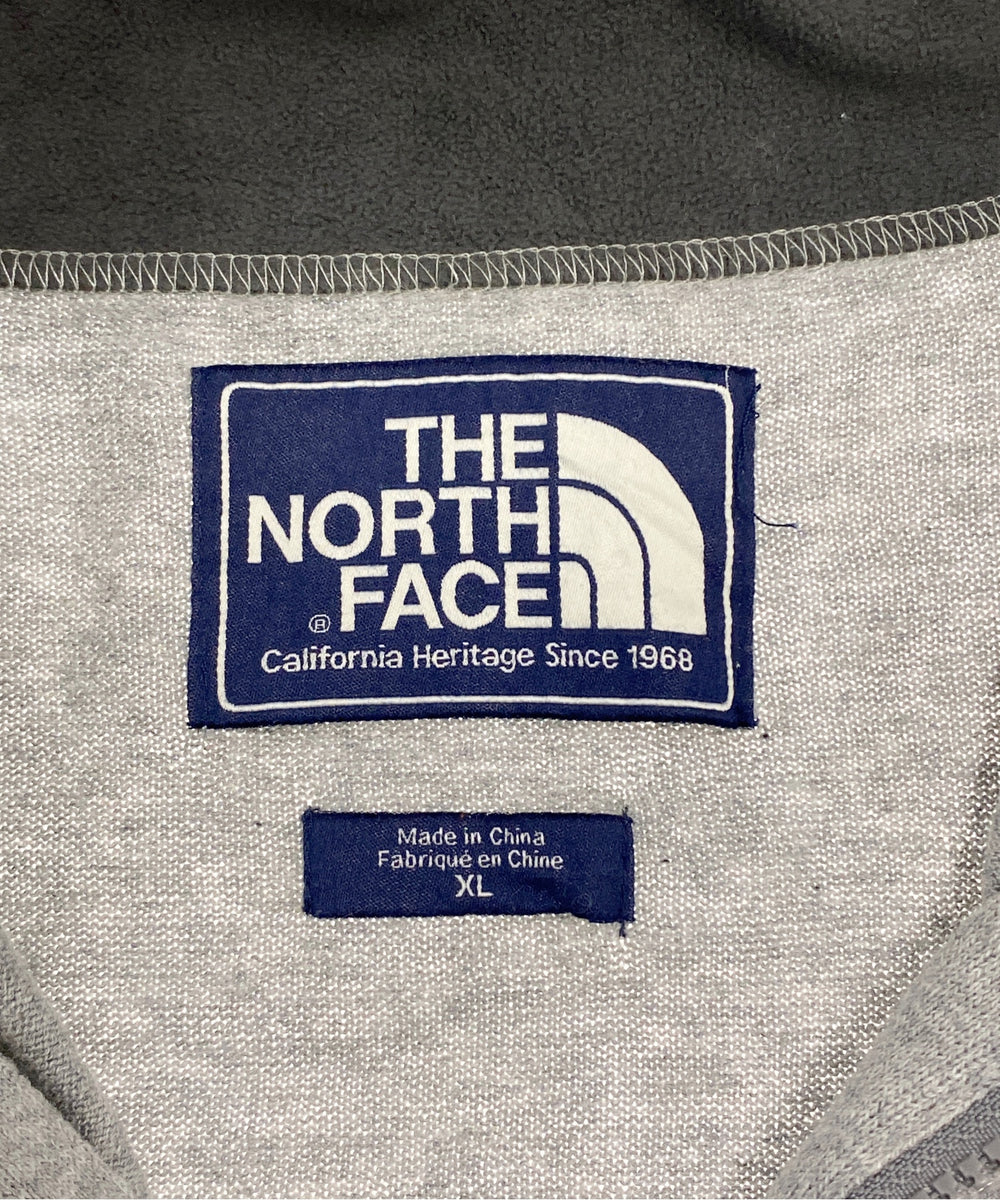 THE
NORTH
® FACE
California Heritage Since 1968
Made in China
Fabriqué en Chine
XL